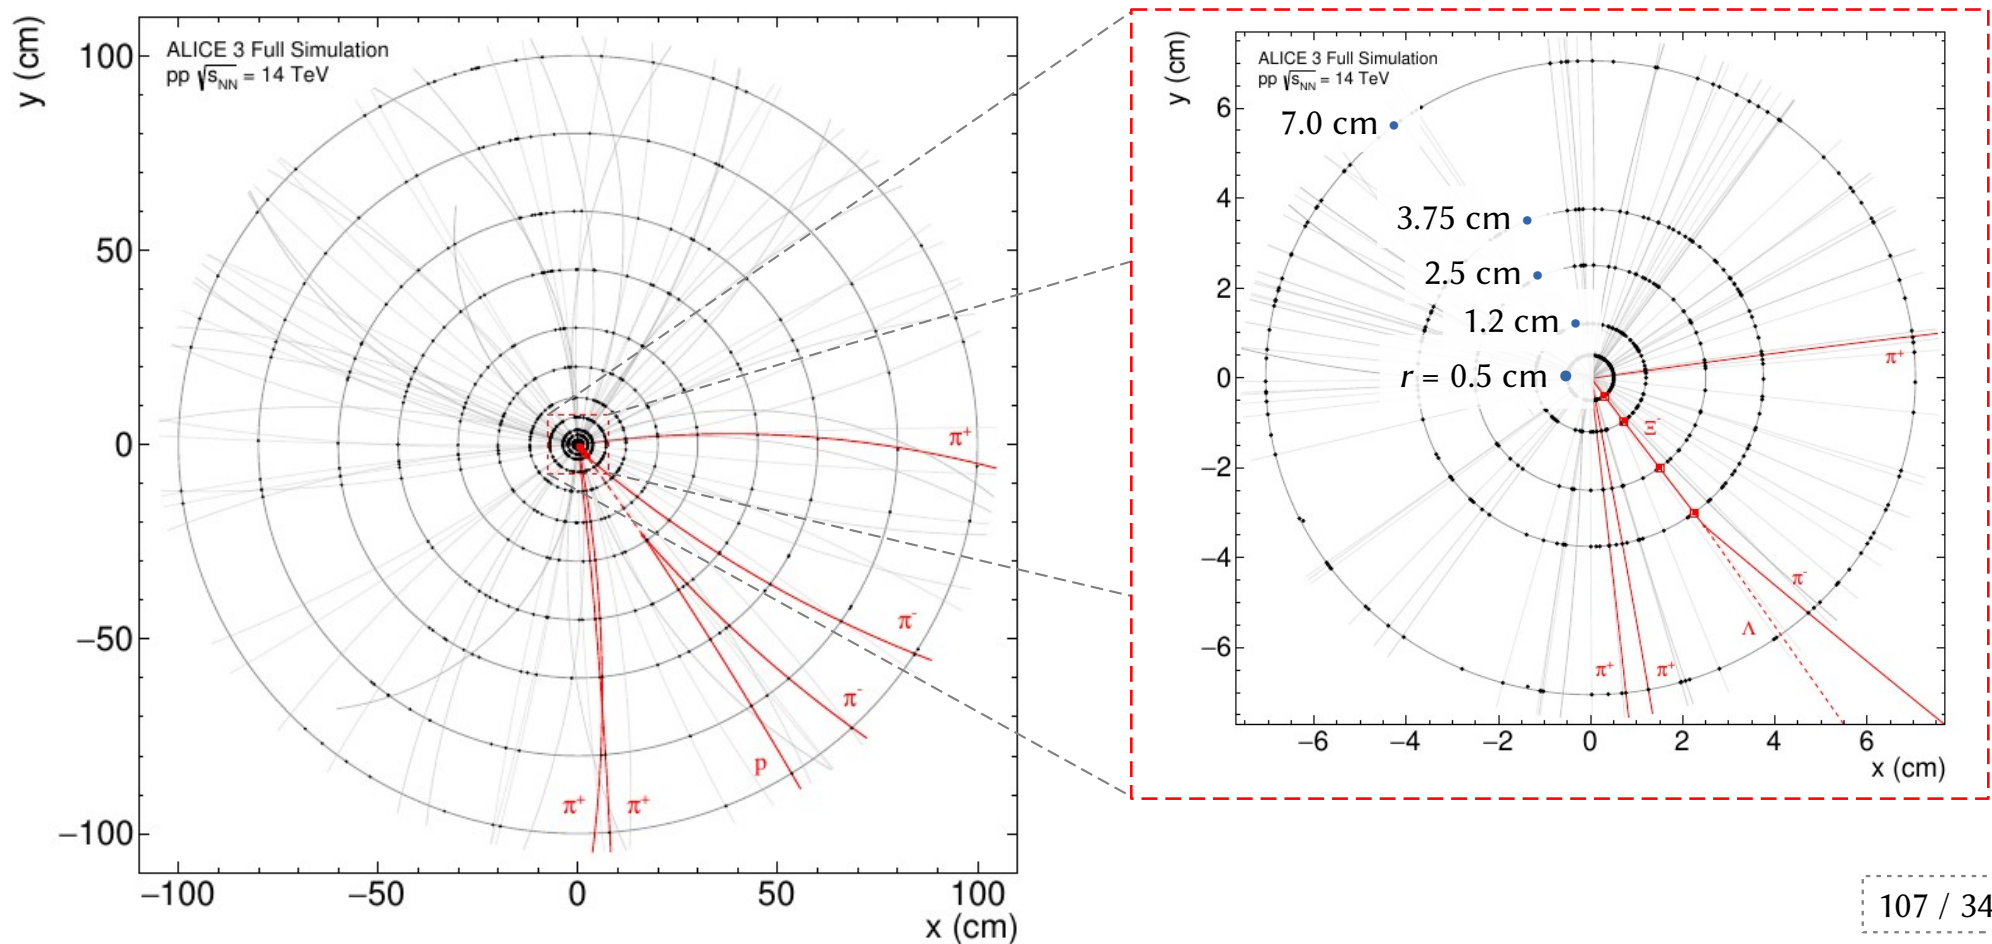 y (cm)
ALICE 3 Full Simulation
pp √sNN = 14 TeV
100
50
0
−50
−100
π+
π-
π-
p
π+ π+
−100 −50 0 50 100
x (cm)
y (cm)
ALICE 3 Full Simulation
pp √sNN = 14 TeV
6
4
2
0
−2
−4
−6
7.0 cm
3.75 cm
2.5 cm
1.2 cm
r = 0.5 cm
π+
Ξ-
π-
Λ
π+ π+
−6 −4 −2 0 2 4 6
x (cm)
107 / 34